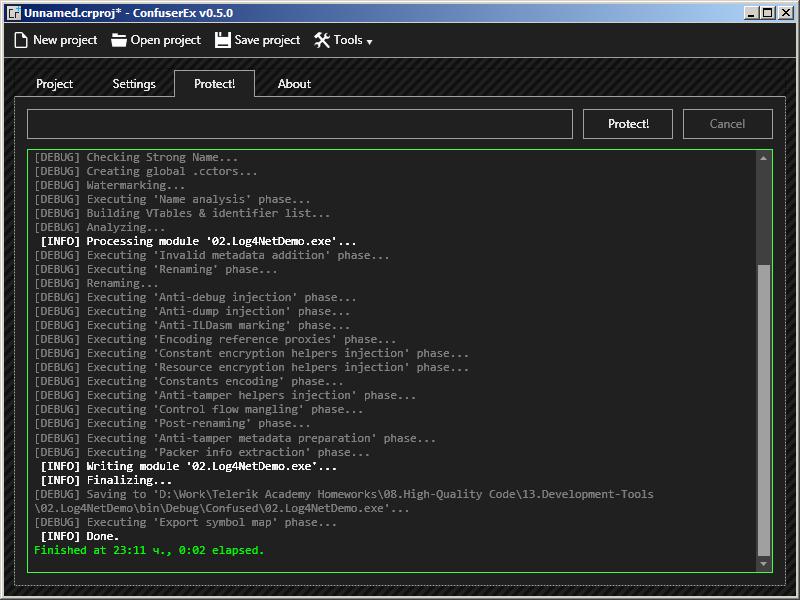 Unnamed.crproj* - ConfuserEx v0.5.0
New project Open project Save project Tools
Project Settings Protect! About
Protect! Cancel
[DEBUG] Checking Strong Name...
[DEBUG] Creating global .cctors...
[DEBUG] Watermarking...
[DEBUG] Executing 'Name analysis' phase...
[DEBUG] Building VTables & identifier list...
[DEBUG] Analyzing...
[INFO] Processing module '02.Log4NetDemo.exe'...
[DEBUG] Executing 'Invalid metadata addition' phase...
[DEBUG] Executing 'Renaming' phase...
[DEBUG] Renaming...
[DEBUG] Executing 'Anti-debug injection' phase...
[DEBUG] Executing 'Anti-dump injection' phase...
[DEBUG] Executing 'Anti-ILDasm marking' phase...
[DEBUG] Executing 'Encoding reference proxies' phase...
[DEBUG] Executing 'Constant encryption helpers injection' phase...
[DEBUG] Executing 'Resource encryption helpers injection' phase...
[DEBUG] Executing 'Constants encoding' phase...
[DEBUG] Executing 'Anti-tamper helpers injection' phase...
[DEBUG] Executing 'Control flow mangling' phase...
[DEBUG] Executing 'Post-renaming' phase...
[DEBUG] Executing 'Anti-tamper metadata preparation' phase...
[DEBUG] Executing 'Packer info extraction' phase...
[INFO] Writing module '02.Log4NetDemo.exe'...
[INFO] Finalizing...
[DEBUG] Saving to 'D:\Work\Telerik Academy Homeworks\08.High-Quality Code\13.Development-Tools
\02.Log4NetDemo\bin\Debug\Confused\02.Log4NetDemo.exe'...
[DEBUG] Executing 'Export symbol map' phase...
[INFO] Done.
Finished at 23:11 ч., 0:02 elapsed.